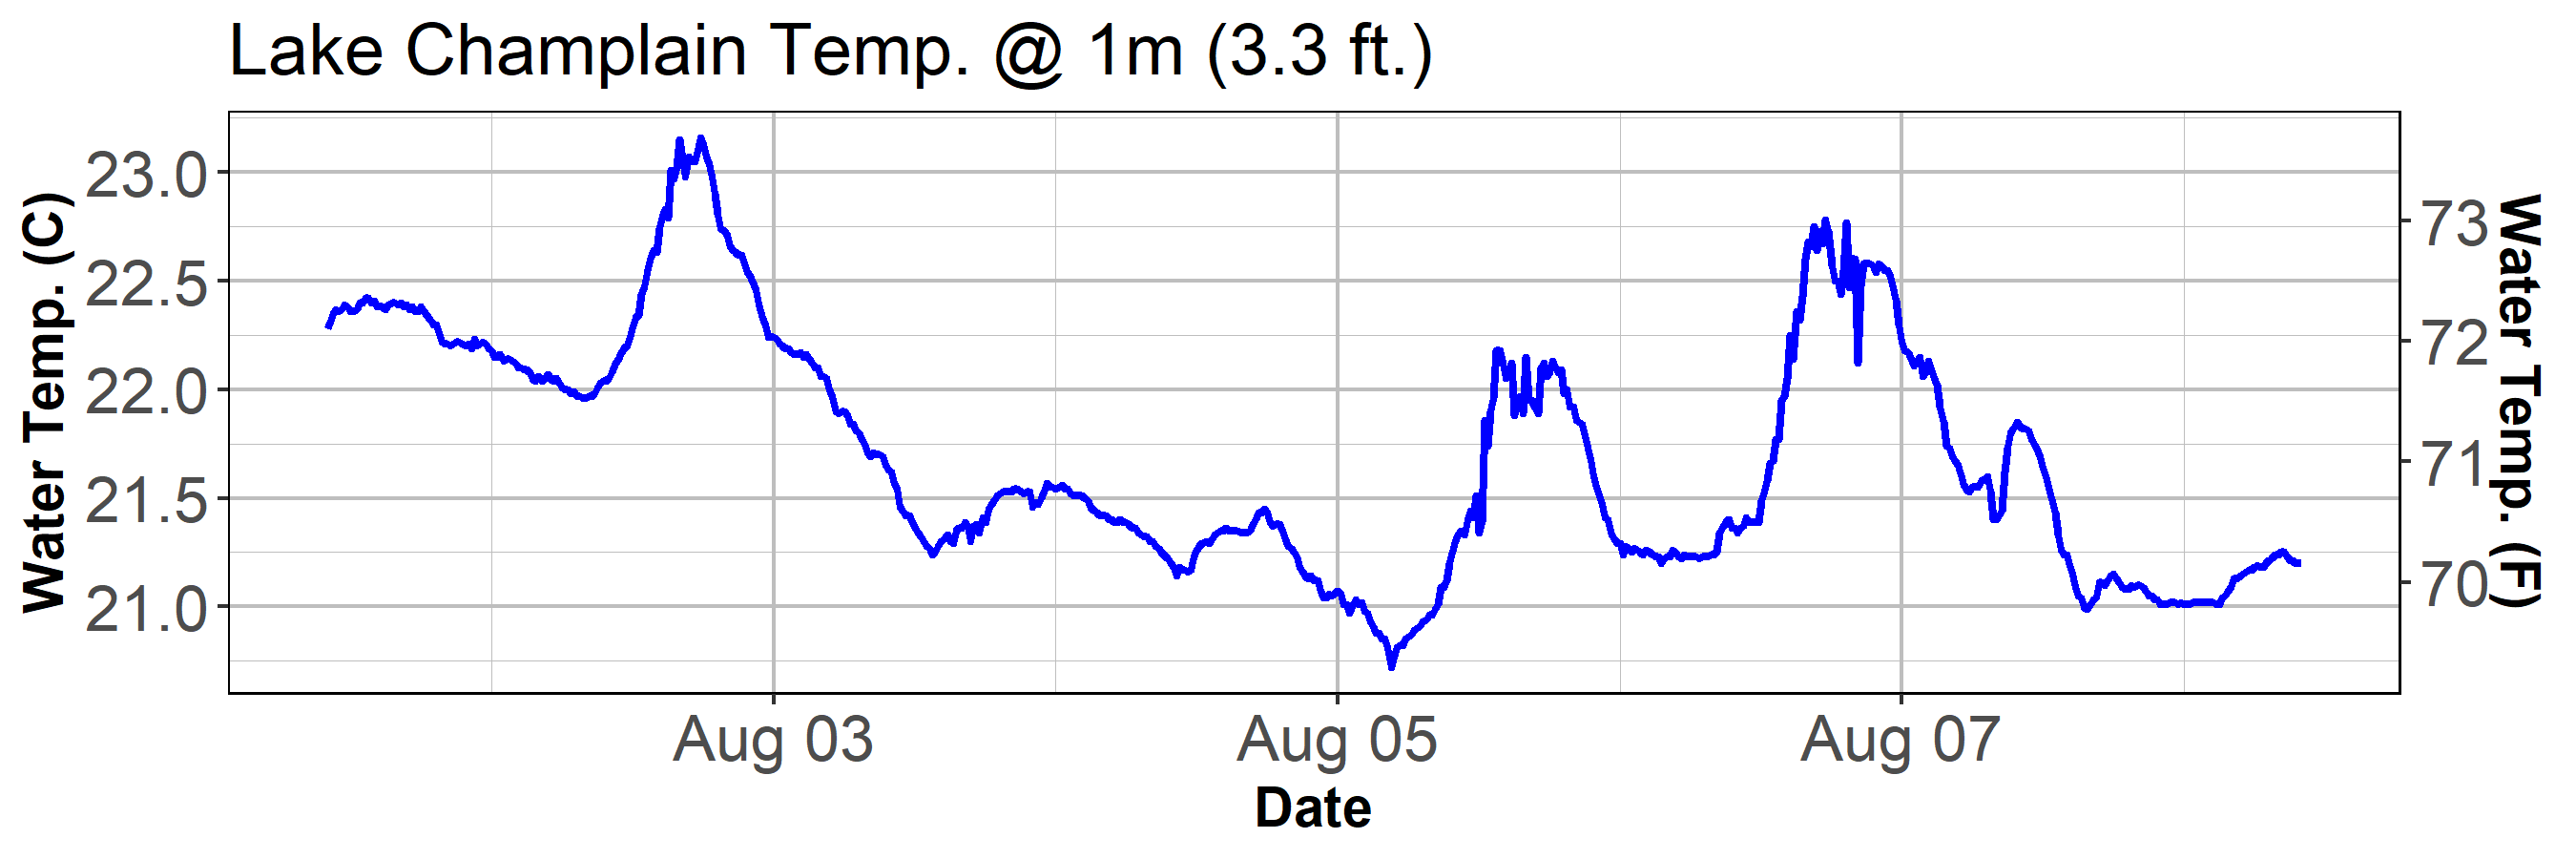 Lake Champlain Temp. @ 1m (3.3 ft.)
Water Temp. (C)
23.0
22.5
22.0
21.5
21.0
73
72
71
70
Water Temp. (F)
Aug 03
Aug 05
Aug 07
Date